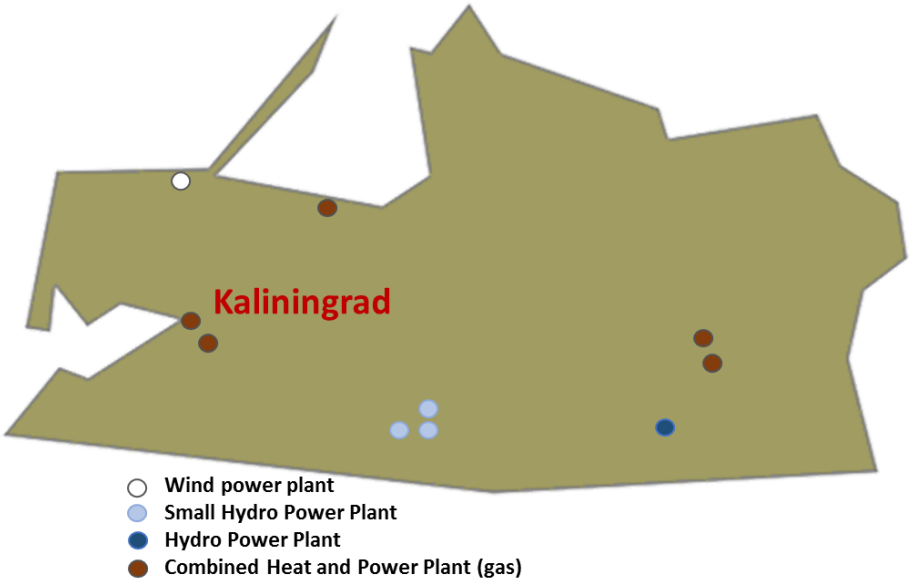 Kaliningrad
Wind power plant
Small Hydro Power Plant
Hydro Power Plant
Combined Heat and Power Plant (gas)